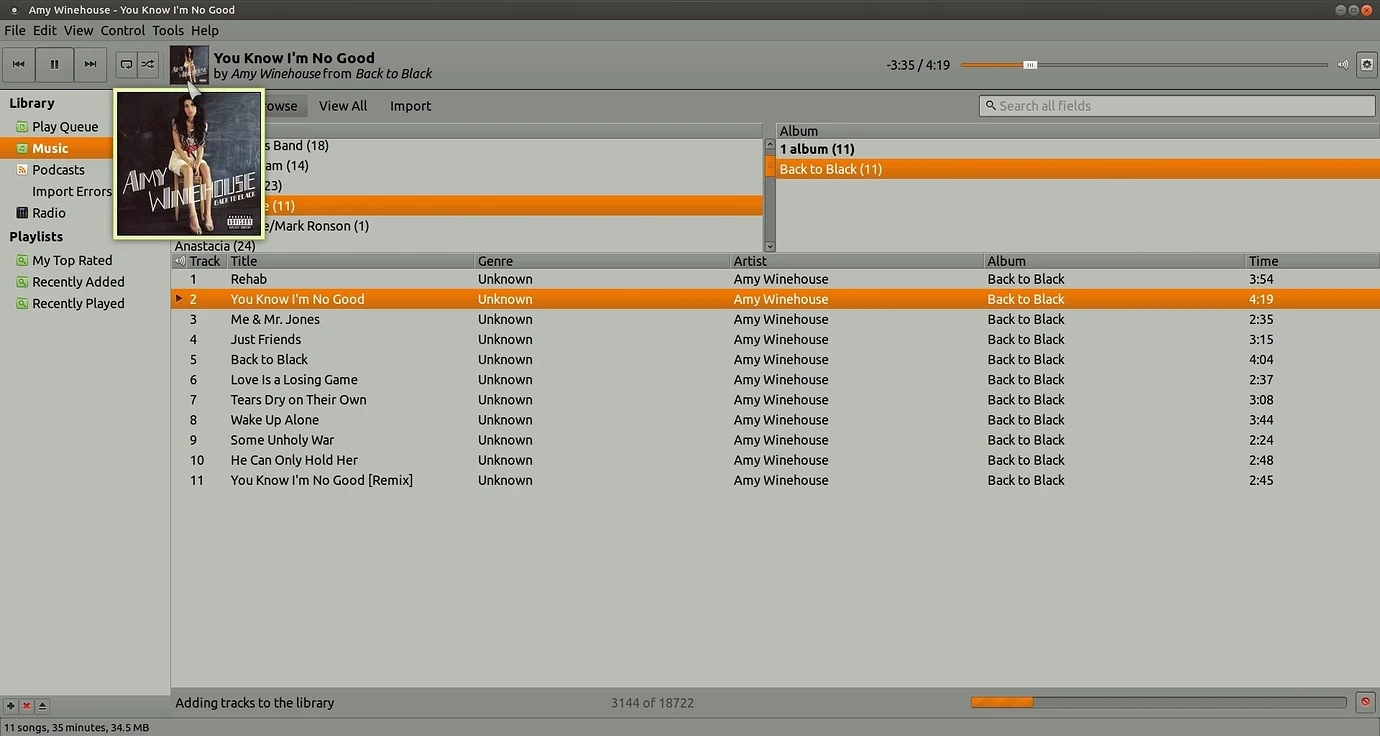 Amy Winehouse - You Know I'm No Good
File Edit View Control Tools Help
You Know I'm No Good
by Amy Winehouse from Back to Black
-3:35 / 4:19
Library
Play Queue
Music
Podcasts
Import Errors
Radio
Playlists
My Top Rated
Recently Added
Recently Played
AMY
WINEHOUSE
BACK TO BLACK
PARENTAL
ADVISORY
EXPLICIT CONTENT
owse View All Import
Search all fields
s Band (18)
am (14)
23)
e (11)
e/Mark Ronson (1)
Anastacia (24)
Album
1 album (11)
Back to Black (11)
Track Title Genre Artist Album Time
1 Rehab Unknown Amy Winehouse Back to Black 3:54
2 You Know I'm No Good Unknown Amy Winehouse Back to Black 4:19
3 Me & Mr. Jones Unknown Amy Winehouse Back to Black 2:35
4 Just Friends Unknown Amy Winehouse Back to Black 3:15
5 Back to Black Unknown Amy Winehouse Back to Black 4:04
6 Love Is a Losing Game Unknown Amy Winehouse Back to Black 2:37
7 Tears Dry on Their Own Unknown Amy Winehouse Back to Black 3:08
8 Wake Up Alone Unknown Amy Winehouse Back to Black 3:44
9 Some Unholy War Unknown Amy Winehouse Back to Black 2:24
10 He Can Only Hold Her Unknown Amy Winehouse Back to Black 2:48
11 You Know I'm No Good [Remix] Unknown Amy Winehouse Back to Black 2:45
Adding tracks to the library 3144 of 18722
11 songs, 35 minutes, 34.5 MB